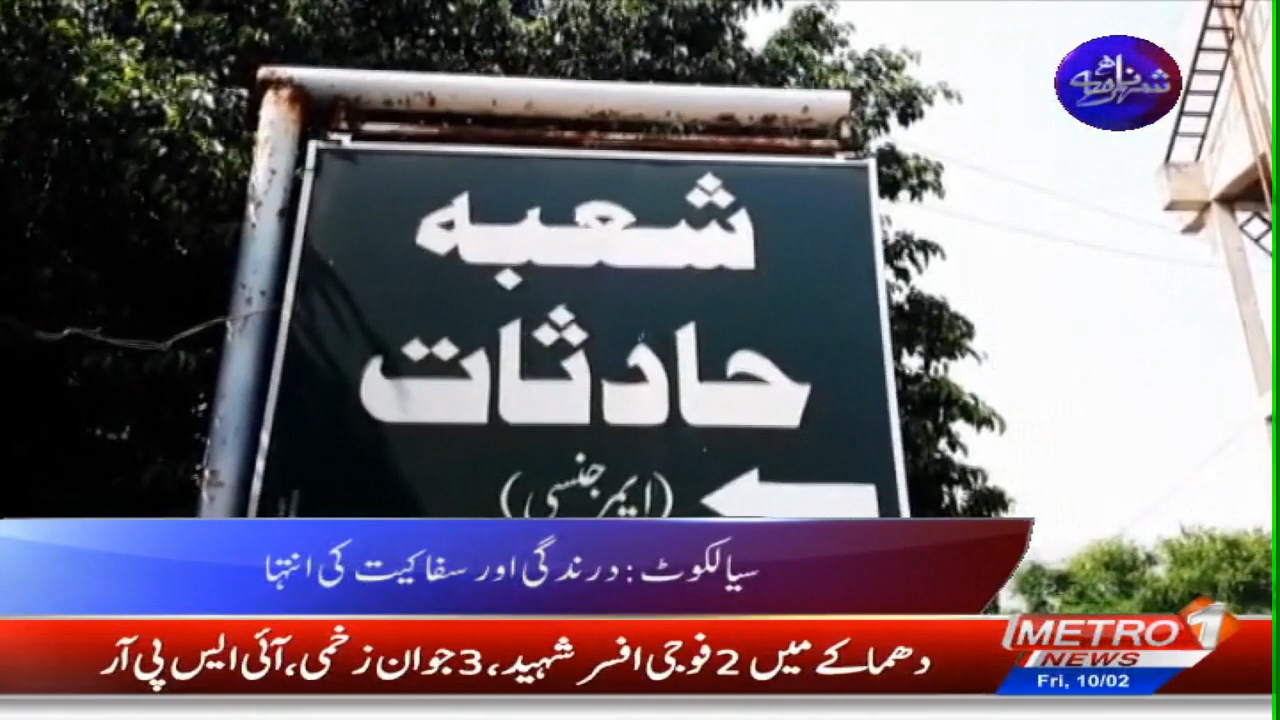 شعبہ
حادثات
(ایمرجنسی)
سیالکوٹ: درندگی اور سفاکیت کی انتہا
دھماکے میں 2 فوجی افسر شہید، 3 جوان زخمی، آئی ایس پی آر
METRO 1
NEWS
Fri, 10/02